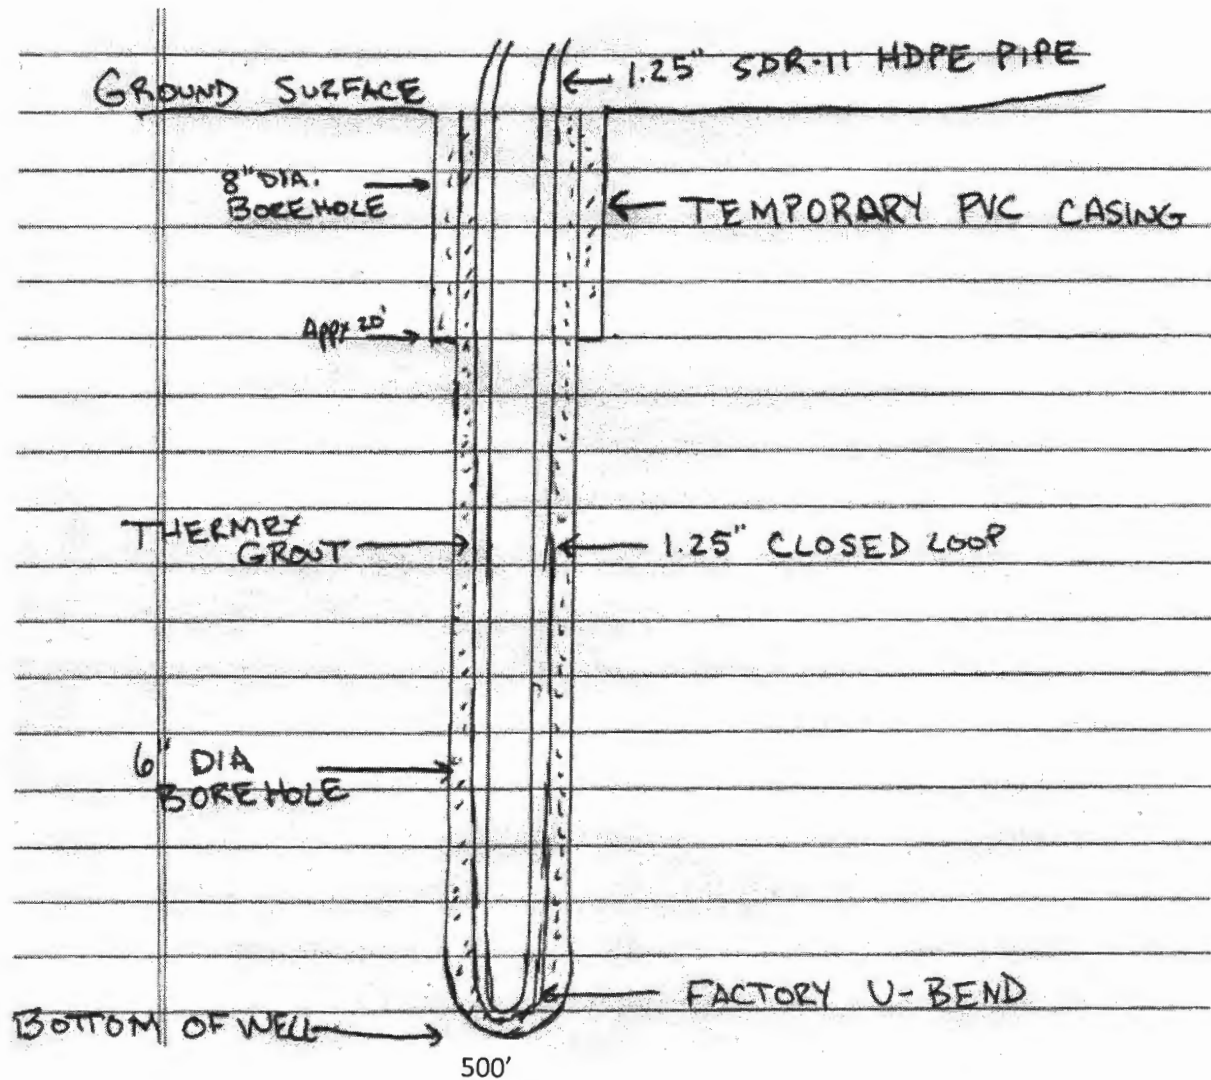 1.25" SDR-11 HDPE PIPE
GROUND SURFACE
8" DIA.
BOREHOLE
TEMPORARY PVC CASING
Appx 20'
THERMEX
GROUT
1.25" CLOSED LOOP
6" DIA
BOREHOLE
FACTORY U-BEND
BOTTOM OF WELL
500'